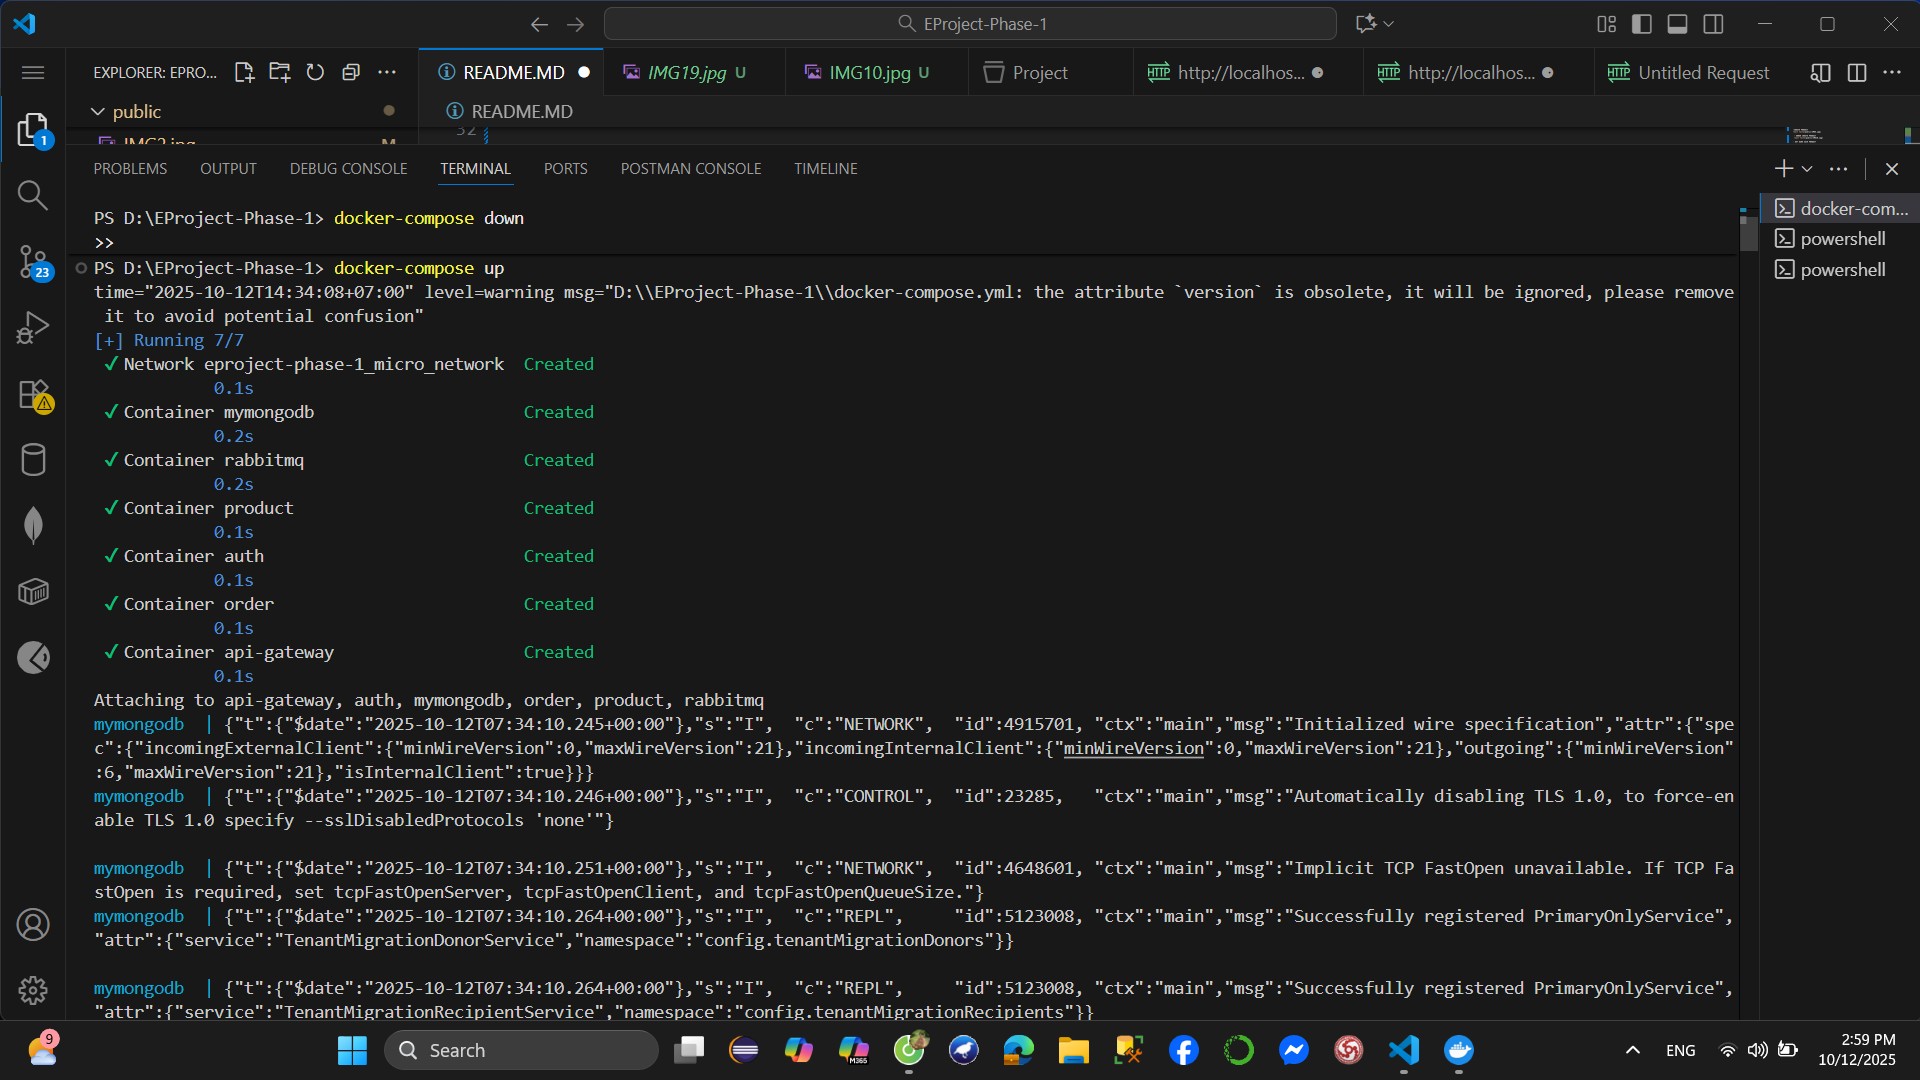 EProject-Phase-1
EXPLORER: EPRO...
README.MD
IMG19.jpg U
IMG10.jpg U
Project
http://localhos...
http://localhos...
Untitled Request
public
README.MD
1
32
PROBLEMS
OUTPUT
DEBUG CONSOLE
TERMINAL
PORTS
POSTMAN CONSOLE
TIMELINE
PS D:\EProject-Phase-1> docker-compose down
>>
PS D:\EProject-Phase-1> docker-compose up
time="2025-10-12T14:34:08+07:00" level=warning msg="D:\\EProject-Phase-1\\docker-compose.yml: the attribute `version` is obsolete, it will be ignored, please remove
it to avoid potential confusion"
[+] Running 7/7
✓ Network eproject-phase-1_micro_network Created
0.1s
✓ Container mymongodb Created
0.2s
✓ Container rabbitmq Created
0.2s
✓ Container product Created
0.1s
✓ Container auth Created
0.1s
✓ Container order Created
0.1s
✓ Container api-gateway Created
0.1s
Attaching to api-gateway, auth, mymongodb, order, product, rabbitmq
mymongodb | {"t":{"$date":"2025-10-12T07:34:10.245+00:00"},"s":"I", "c":"NETWORK", "id":4915701, "ctx":"main","msg":"Initialized wire specification","attr":{"spe
c":{"incomingExternalClient":{"minWireVersion":0,"maxWireVersion":21},"incomingInternalClient":{"minWireVersion":0,"maxWireVersion":21},"outgoing":{"minWireVersion"
:6,"maxWireVersion":21},"isInternalClient":true}}}
mymongodb | {"t":{"$date":"2025-10-12T07:34:10.246+00:00"},"s":"I", "c":"CONTROL", "id":23285, "ctx":"main","msg":"Automatically disabling TLS 1.0, to force-en
able TLS 1.0 specify --sslDisabledProtocols 'none'"}
mymongodb | {"t":{"$date":"2025-10-12T07:34:10.251+00:00"},"s":"I", "c":"NETWORK", "id":4648601, "ctx":"main","msg":"Implicit TCP FastOpen unavailable. If TCP Fa
stOpen is required, set tcpFastOpenServer, tcpFastOpenClient, and tcpFastOpenQueueSize."}
mymongodb | {"t":{"$date":"2025-10-12T07:34:10.264+00:00"},"s":"I", "c":"REPL", "id":5123008, "ctx":"main","msg":"Successfully registered PrimaryOnlyService",
"attr":{"service":"TenantMigrationDonorService","namespace":"config.tenantMigrationDonors"}}
mymongodb | {"t":{"$date":"2025-10-12T07:34:10.264+00:00"},"s":"I", "c":"REPL", "id":5123008, "ctx":"main","msg":"Successfully registered PrimaryOnlyService",
"attr":{"service":"TenantMigrationRecipientService","namespace":"config.tenantMigrationRecipients"}}
docker-com...
powershell
powershell
23
9
Search
M365
ENG
2:59 PM
10/12/2025